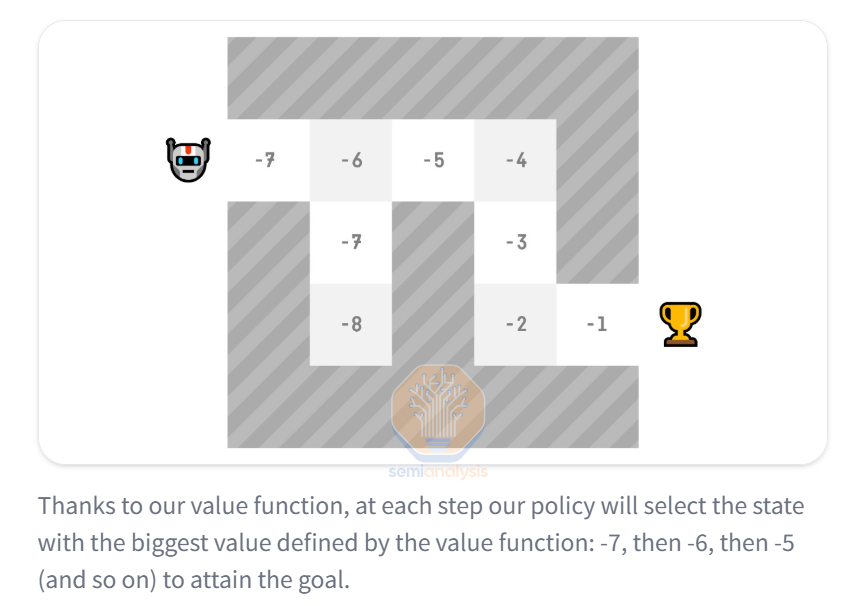 -7 -6 -5 -4
-7 -3
-8 -2 -1
semianalysis
Thanks to our value function, at each step our policy will select the state
with the biggest value defined by the value function: -7, then -6, then -5
(and so on) to attain the goal.